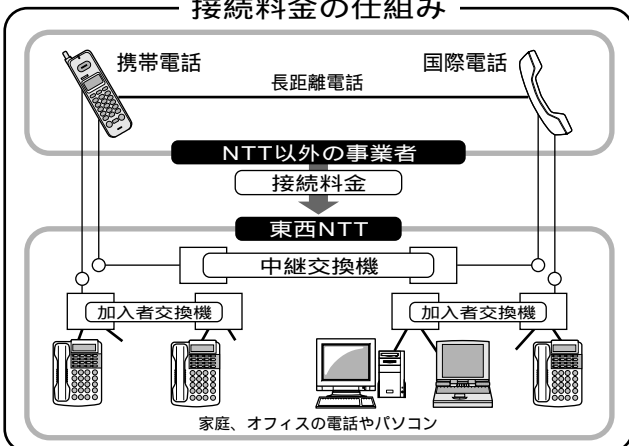 接続料金の仕組み
携帯電話
国際電話
長距離電話
NTT以外の事業者
接続料金
東西NTT
中継交換機
加入者交換機
加入者交換機
家庭、オフィスの電話やパソコン